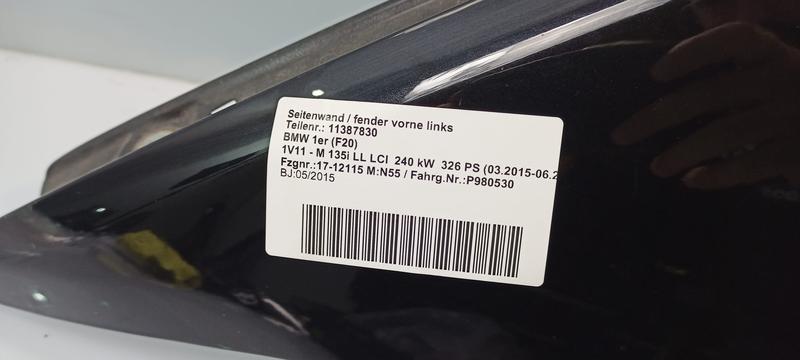 Seitenwand / fender vorne links
Teilenr.: 11387830
BMW 1er (F20)
1V11 - M 135i LL LCI 240 kW 326 PS (03.2015-06.2
Fzgnr.:17-12115 M:N55 / Fahrg.Nr.:P980530
BJ:05/2015